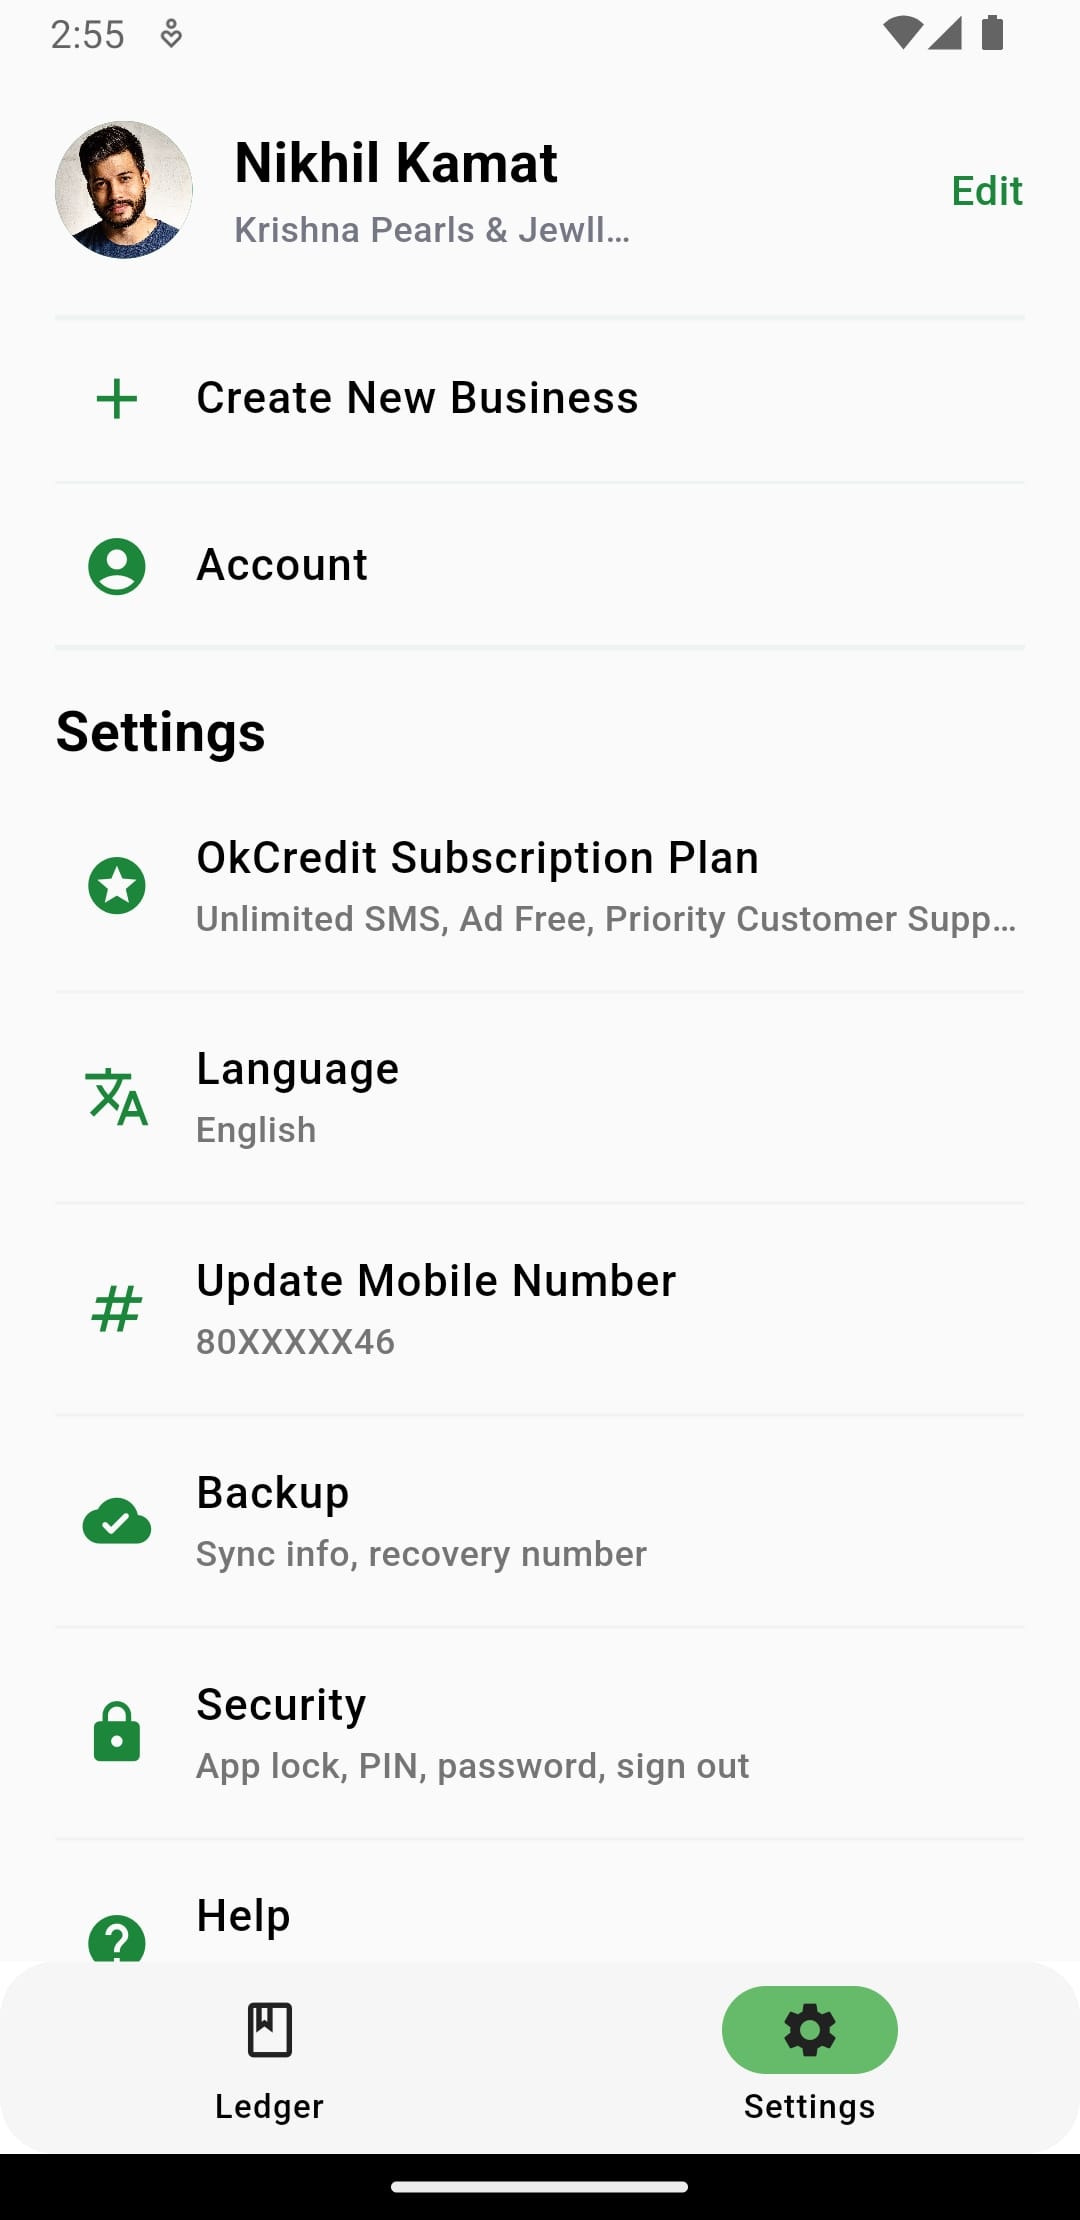 2:55
Nikhil Kamat
Edit
Krishna Pearls & Jewll...
Create New Business
Account
Settings
OkCredit Subscription Plan
Unlimited SMS, Ad Free, Priority Customer Supp...
Language
English
Update Mobile Number
80XXXXX46
Backup
Sync info, recovery number
Security
App lock, PIN, password, sign out
Help
Ledger
Settings